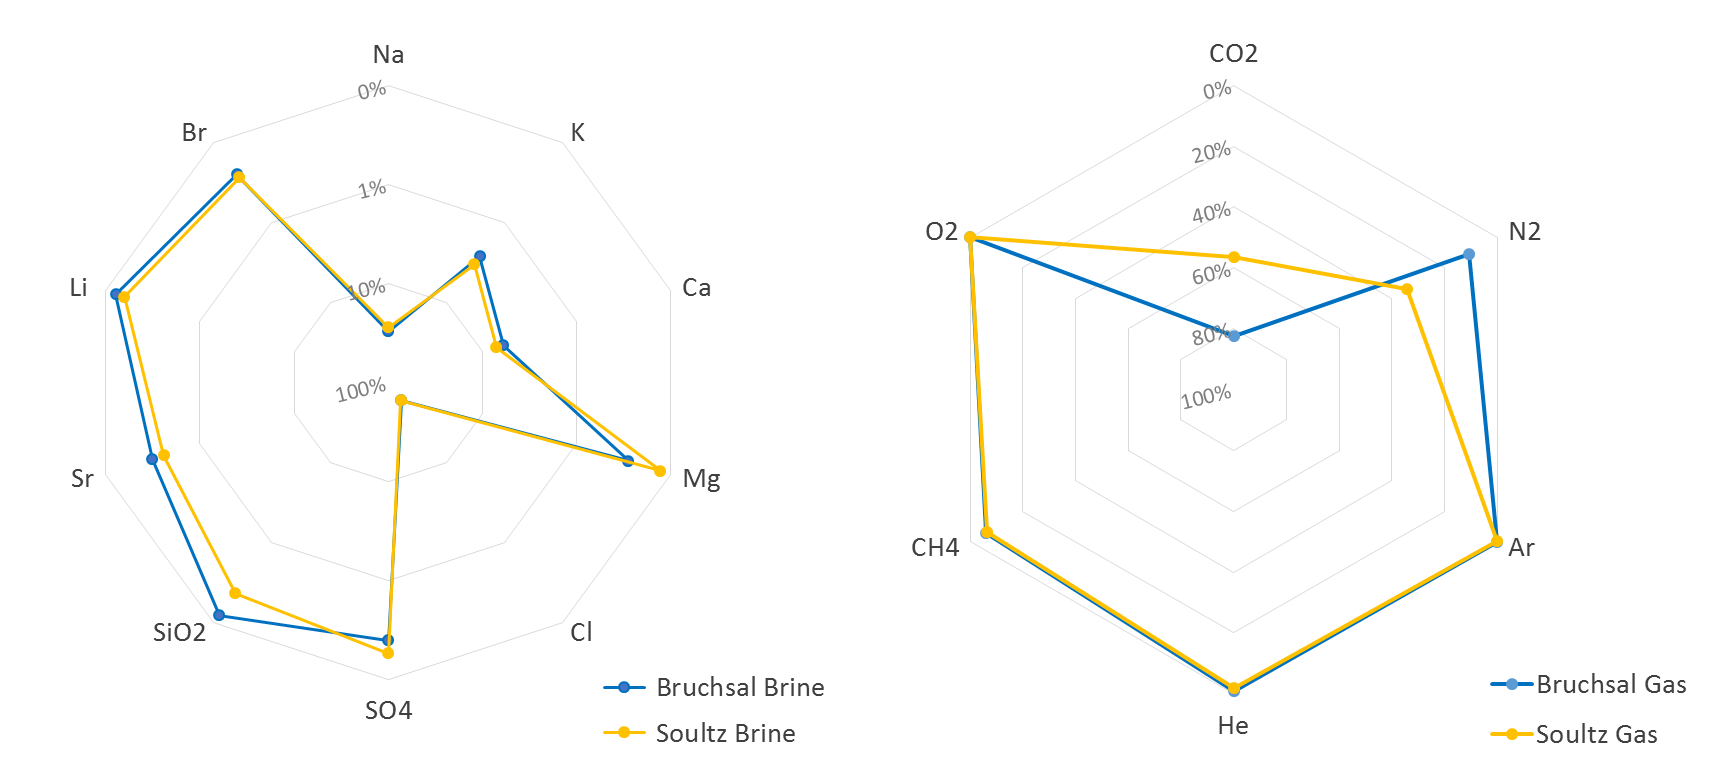 Na
0%
K
Br
1%
Li
Ca
10%
100%
Sr
Mg
SiO2
Cl
SO4
Bruchsal Brine
Soultz Brine
CO2
0%
20%
40%
O2
N2
60%
80%
100%
CH4
Ar
He
Bruchsal Gas
Soultz Gas